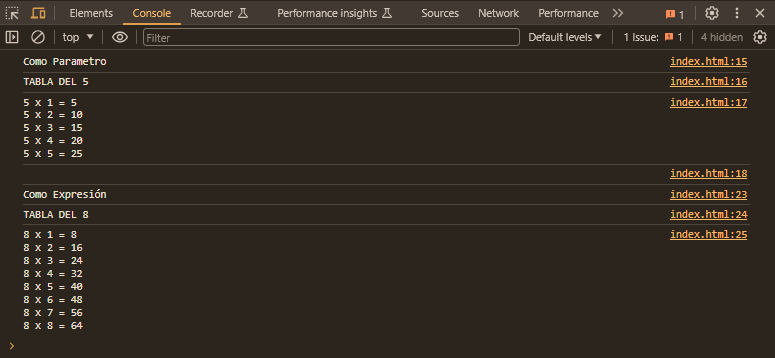 Elements Console Recorder Performance insights Sources Network Performance 1
top Filter Default levels 1 Issue: 1 4 hidden
Como Parametro index.html:15
TABLA DEL 5 index.html:16
5 x 1 = 5 index.html:17
5 x 2 = 10
5 x 3 = 15
5 x 4 = 20
5 x 5 = 25
index.html:18
Como Expresión index.html:23
TABLA DEL 8 index.html:24
8 x 1 = 8 index.html:25
8 x 2 = 16
8 x 3 = 24
8 x 4 = 32
8 x 5 = 40
8 x 6 = 48
8 x 7 = 56
8 x 8 = 64